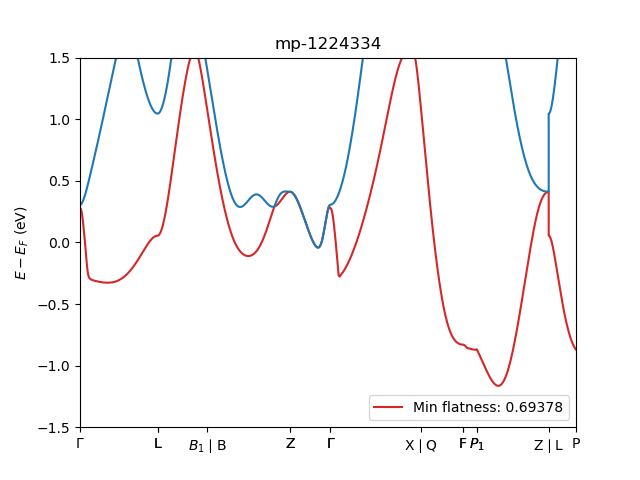 mp-1224334
E − E_F (eV)
1.5
1.0
0.5
0.0
−0.5
−1.0
−1.5
Γ L B₁ | B Z Γ X | Q F P₁ Z | L P
Min flatness: 0.69378